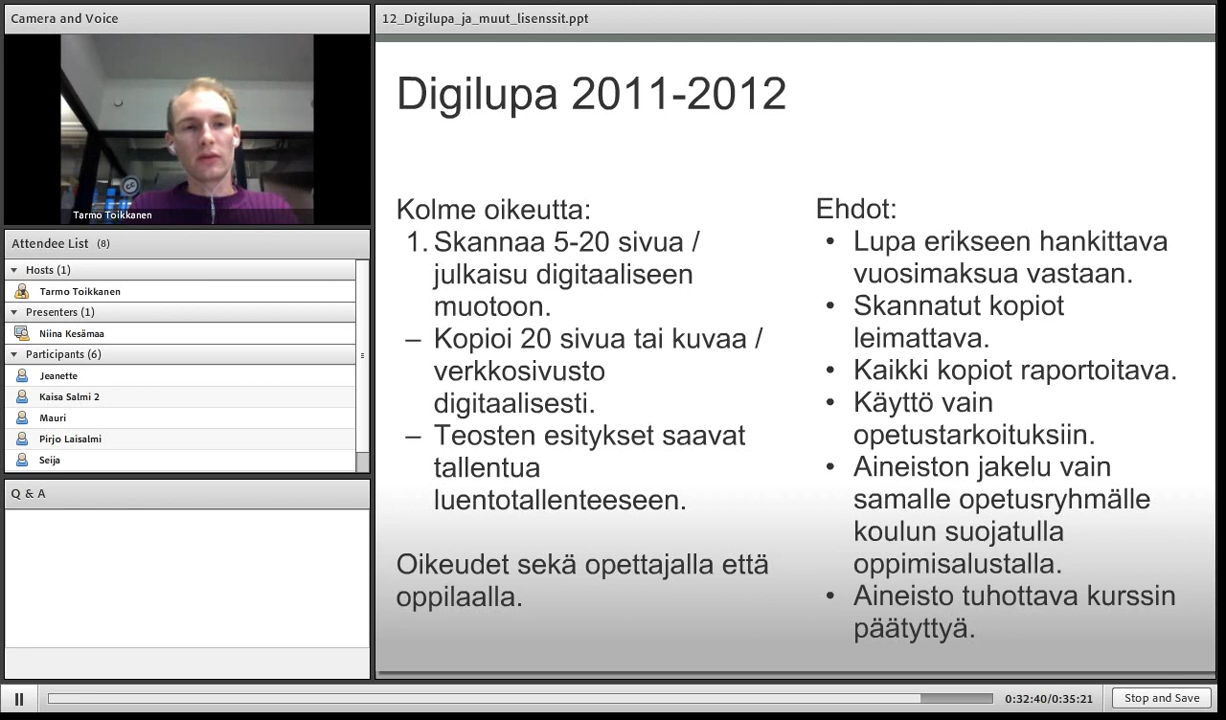 Camera and Voice
Tarmo Toikkanen
Attendee List (8)
Hosts (1)
Tarmo Toikkanen
Presenters (1)
Niina Kesämaa
Participants (6)
Jeanette
Kaisa Salmi 2
Mauri
Pirjo Laisalmi
Seija
Q & A
12_Digilupa_ja_muut_lisenssit.ppt
Digilupa 2011-2012
Kolme oikeutta:
1. Skannaa 5-20 sivua /
julkaisu digitaaliseen
muotoon.
– Kopioi 20 sivua tai kuvaa /
verkkosivusto
digitaalisesti.
– Teosten esitykset saavat
tallentua
luentotallenteeseen.
Oikeudet sekä opettajalla että
oppilaalla.
Ehdot:
• Lupa erikseen hankittava
vuosimaksua vastaan.
• Skannatut kopiot
leimattava.
• Kaikki kopiot raportoitava.
• Käyttö vain
opetustarkoituksiin.
• Aineiston jakelu vain
samalle opetusryhmälle
koulun suojatulla
oppimisalustalla.
• Aineisto tuhottava kurssin
päätyttyä.
0:32:40/0:35:21
Stop and Save